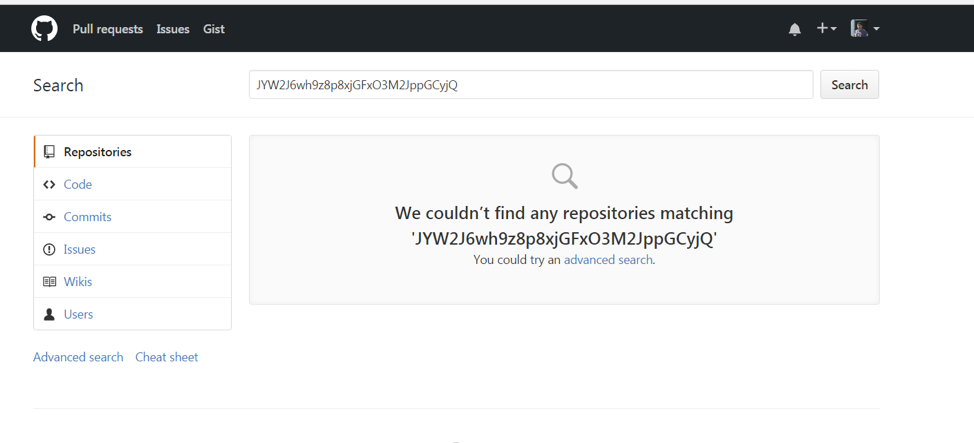 Pull requests Issues Gist
Search
JYW2J6wh9z8p8xjGFxO3M2JppGCyjQ
Search
Repositories
Code
Commits
Issues
Wikis
Users
Advanced search Cheat sheet
We couldn't find any repositories matching
'JYW2J6wh9z8p8xjGFxO3M2JppGCyjQ'
You could try an advanced search.